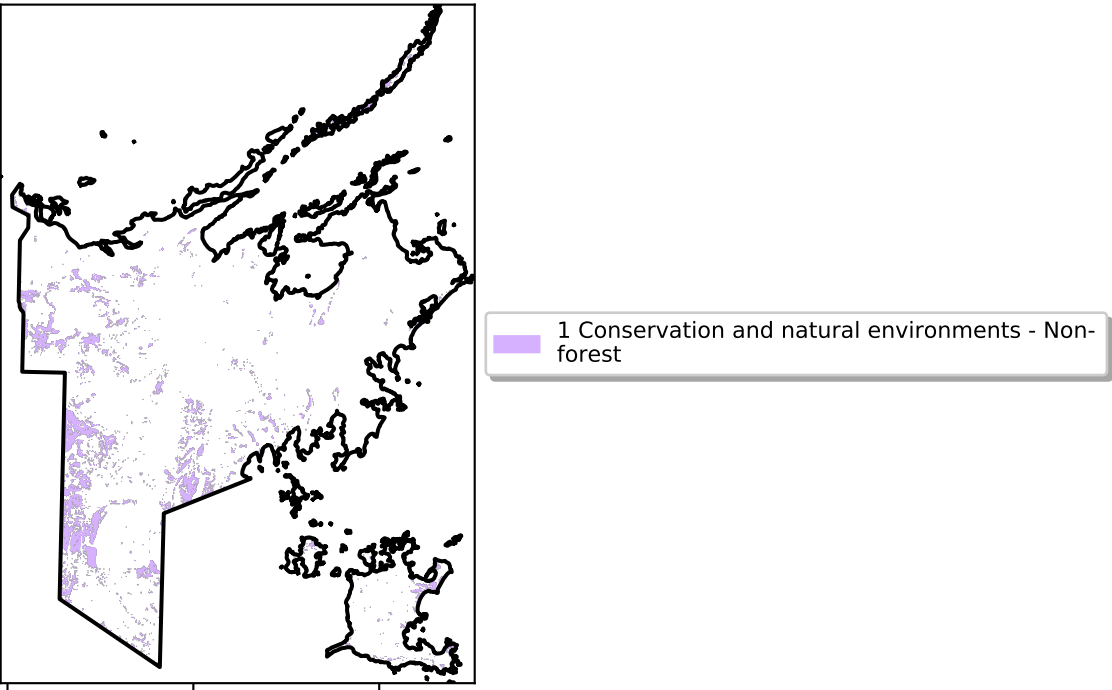 1 Conservation and natural environments - Non-
forest